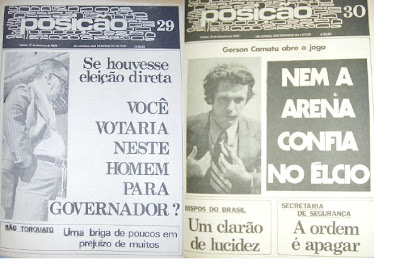 posição 29
Se houvesse
eleição direta
VOCÊ
VOTARIA
NESTE
HOMEM
PARA
GOVERNADOR?
SÃO TORQUATO
Uma briga de poucos em
prejuízo de muitos
posição 30
Gerson Camata abre o jogo
NEM A
ARENA
CONFIA
NO ÉLCIO
BISPOS DO BRASIL
Um clarão
de lucidez
SECRETARIA
DE SEGURANÇA
A ordem
é apagar